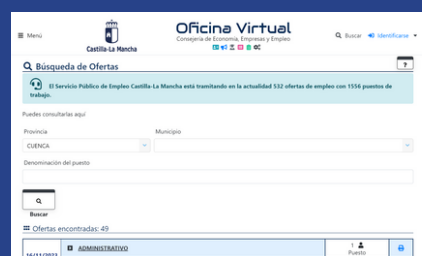 Menú
Castilla-La Mancha
Oficina Virtual
Consejería de Economía, Empresas y Empleo
Buscar Identificarse
Búsqueda de Ofertas
?
El Servicio Público de Empleo Castilla-La Mancha está tramitando en la actualidad 532 ofertas de empleo con 1556 puestos de
trabajo.
Puedes consultarlas aquí
Provincia Municipio
CUENCA
Denominación del puesto
Buscar
Ofertas encontradas: 49
16/11/2023 ADMINISTRATIVO 1
Puesto